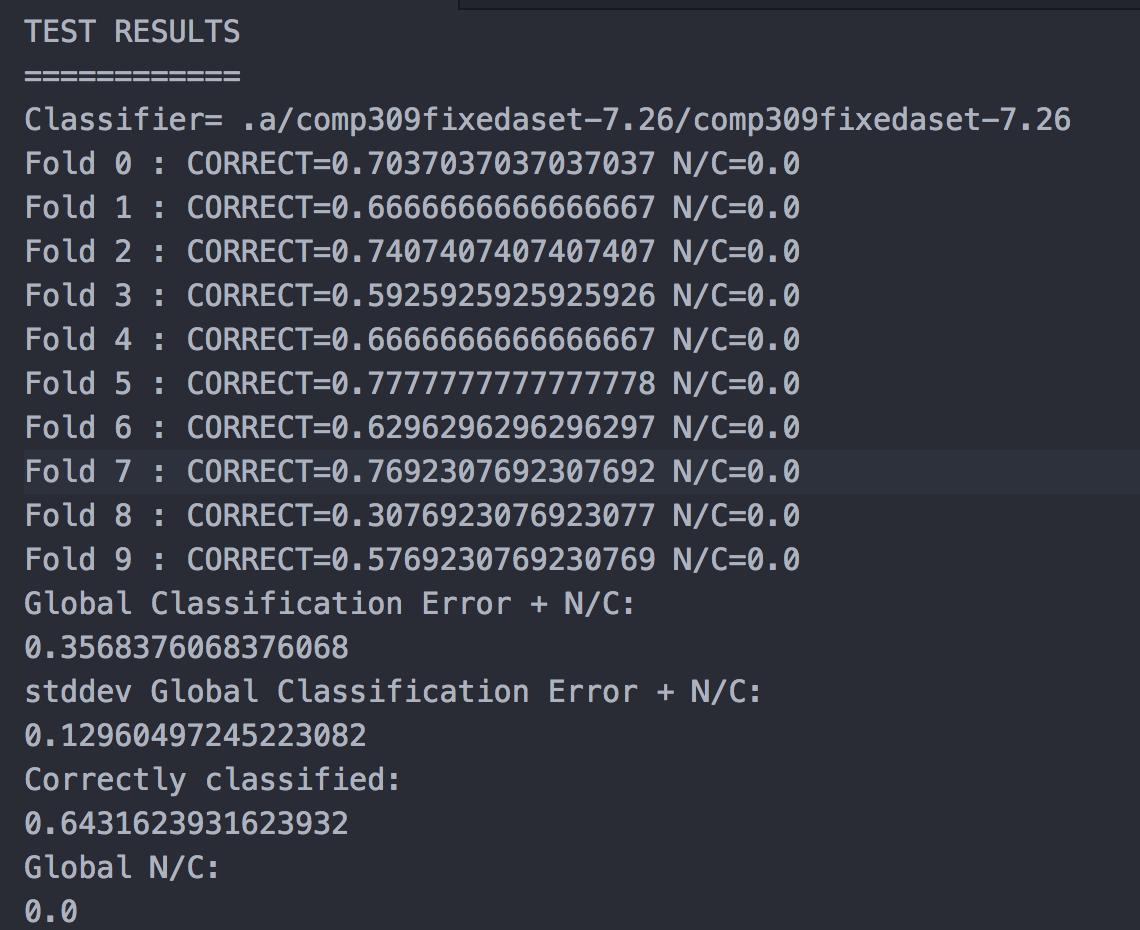 TEST RESULTS
============
Classifier= .a/comp309fixedaset-7.26/comp309fixedaset-7.26
Fold 0 : CORRECT=0.7037037037037037 N/C=0.0
Fold 1 : CORRECT=0.6666666666666667 N/C=0.0
Fold 2 : CORRECT=0.7407407407407407 N/C=0.0
Fold 3 : CORRECT=0.5925925925925926 N/C=0.0
Fold 4 : CORRECT=0.6666666666666667 N/C=0.0
Fold 5 : CORRECT=0.7777777777777778 N/C=0.0
Fold 6 : CORRECT=0.6296296296296297 N/C=0.0
Fold 7 : CORRECT=0.7692307692307692 N/C=0.0
Fold 8 : CORRECT=0.3076923076923077 N/C=0.0
Fold 9 : CORRECT=0.5769230769230769 N/C=0.0
Global Classification Error + N/C:
0.3568376068376068
stddev Global Classification Error + N/C:
0.12960497245223082
Correctly classified:
0.6431623931623932
Global N/C:
0.0